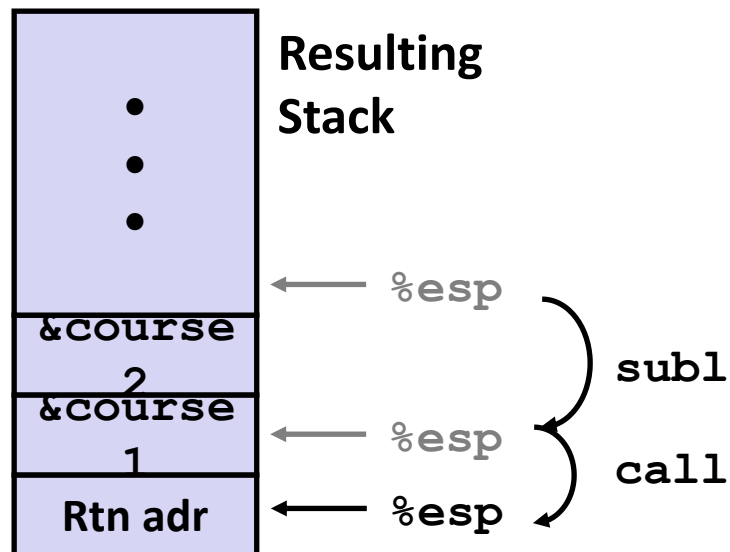 Resulting
Stack
%esp
&course
2
subl
&course
1
%esp
call
Rtn adr
%esp